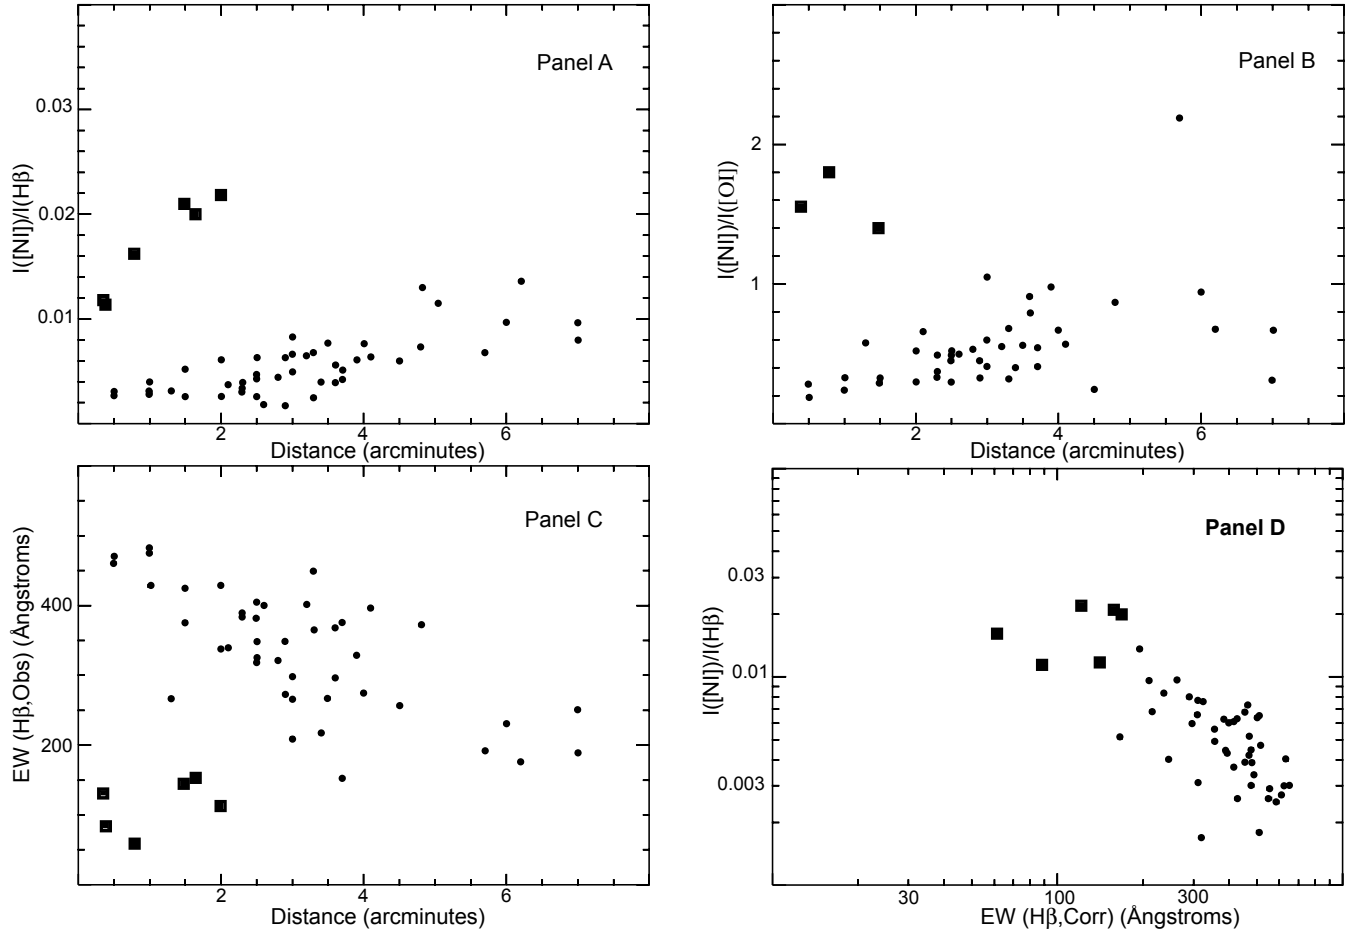 Panel A
0.03
0.02
0.01
I([NI])/I(Hβ)
2 4 6
Distance (arcminutes)
Panel B
2
1
I([NI])/I([OI])
2 4 6
Distance (arcminutes)
Panel C
400
200
EW (Hβ,Obs) (Ångstroms)
2 4 6
Distance (arcminutes)
Panel D
0.03
0.01
0.003
I([NI])/I(Hβ)
30 100 300
EW (Hβ,Corr) (Ångstroms)